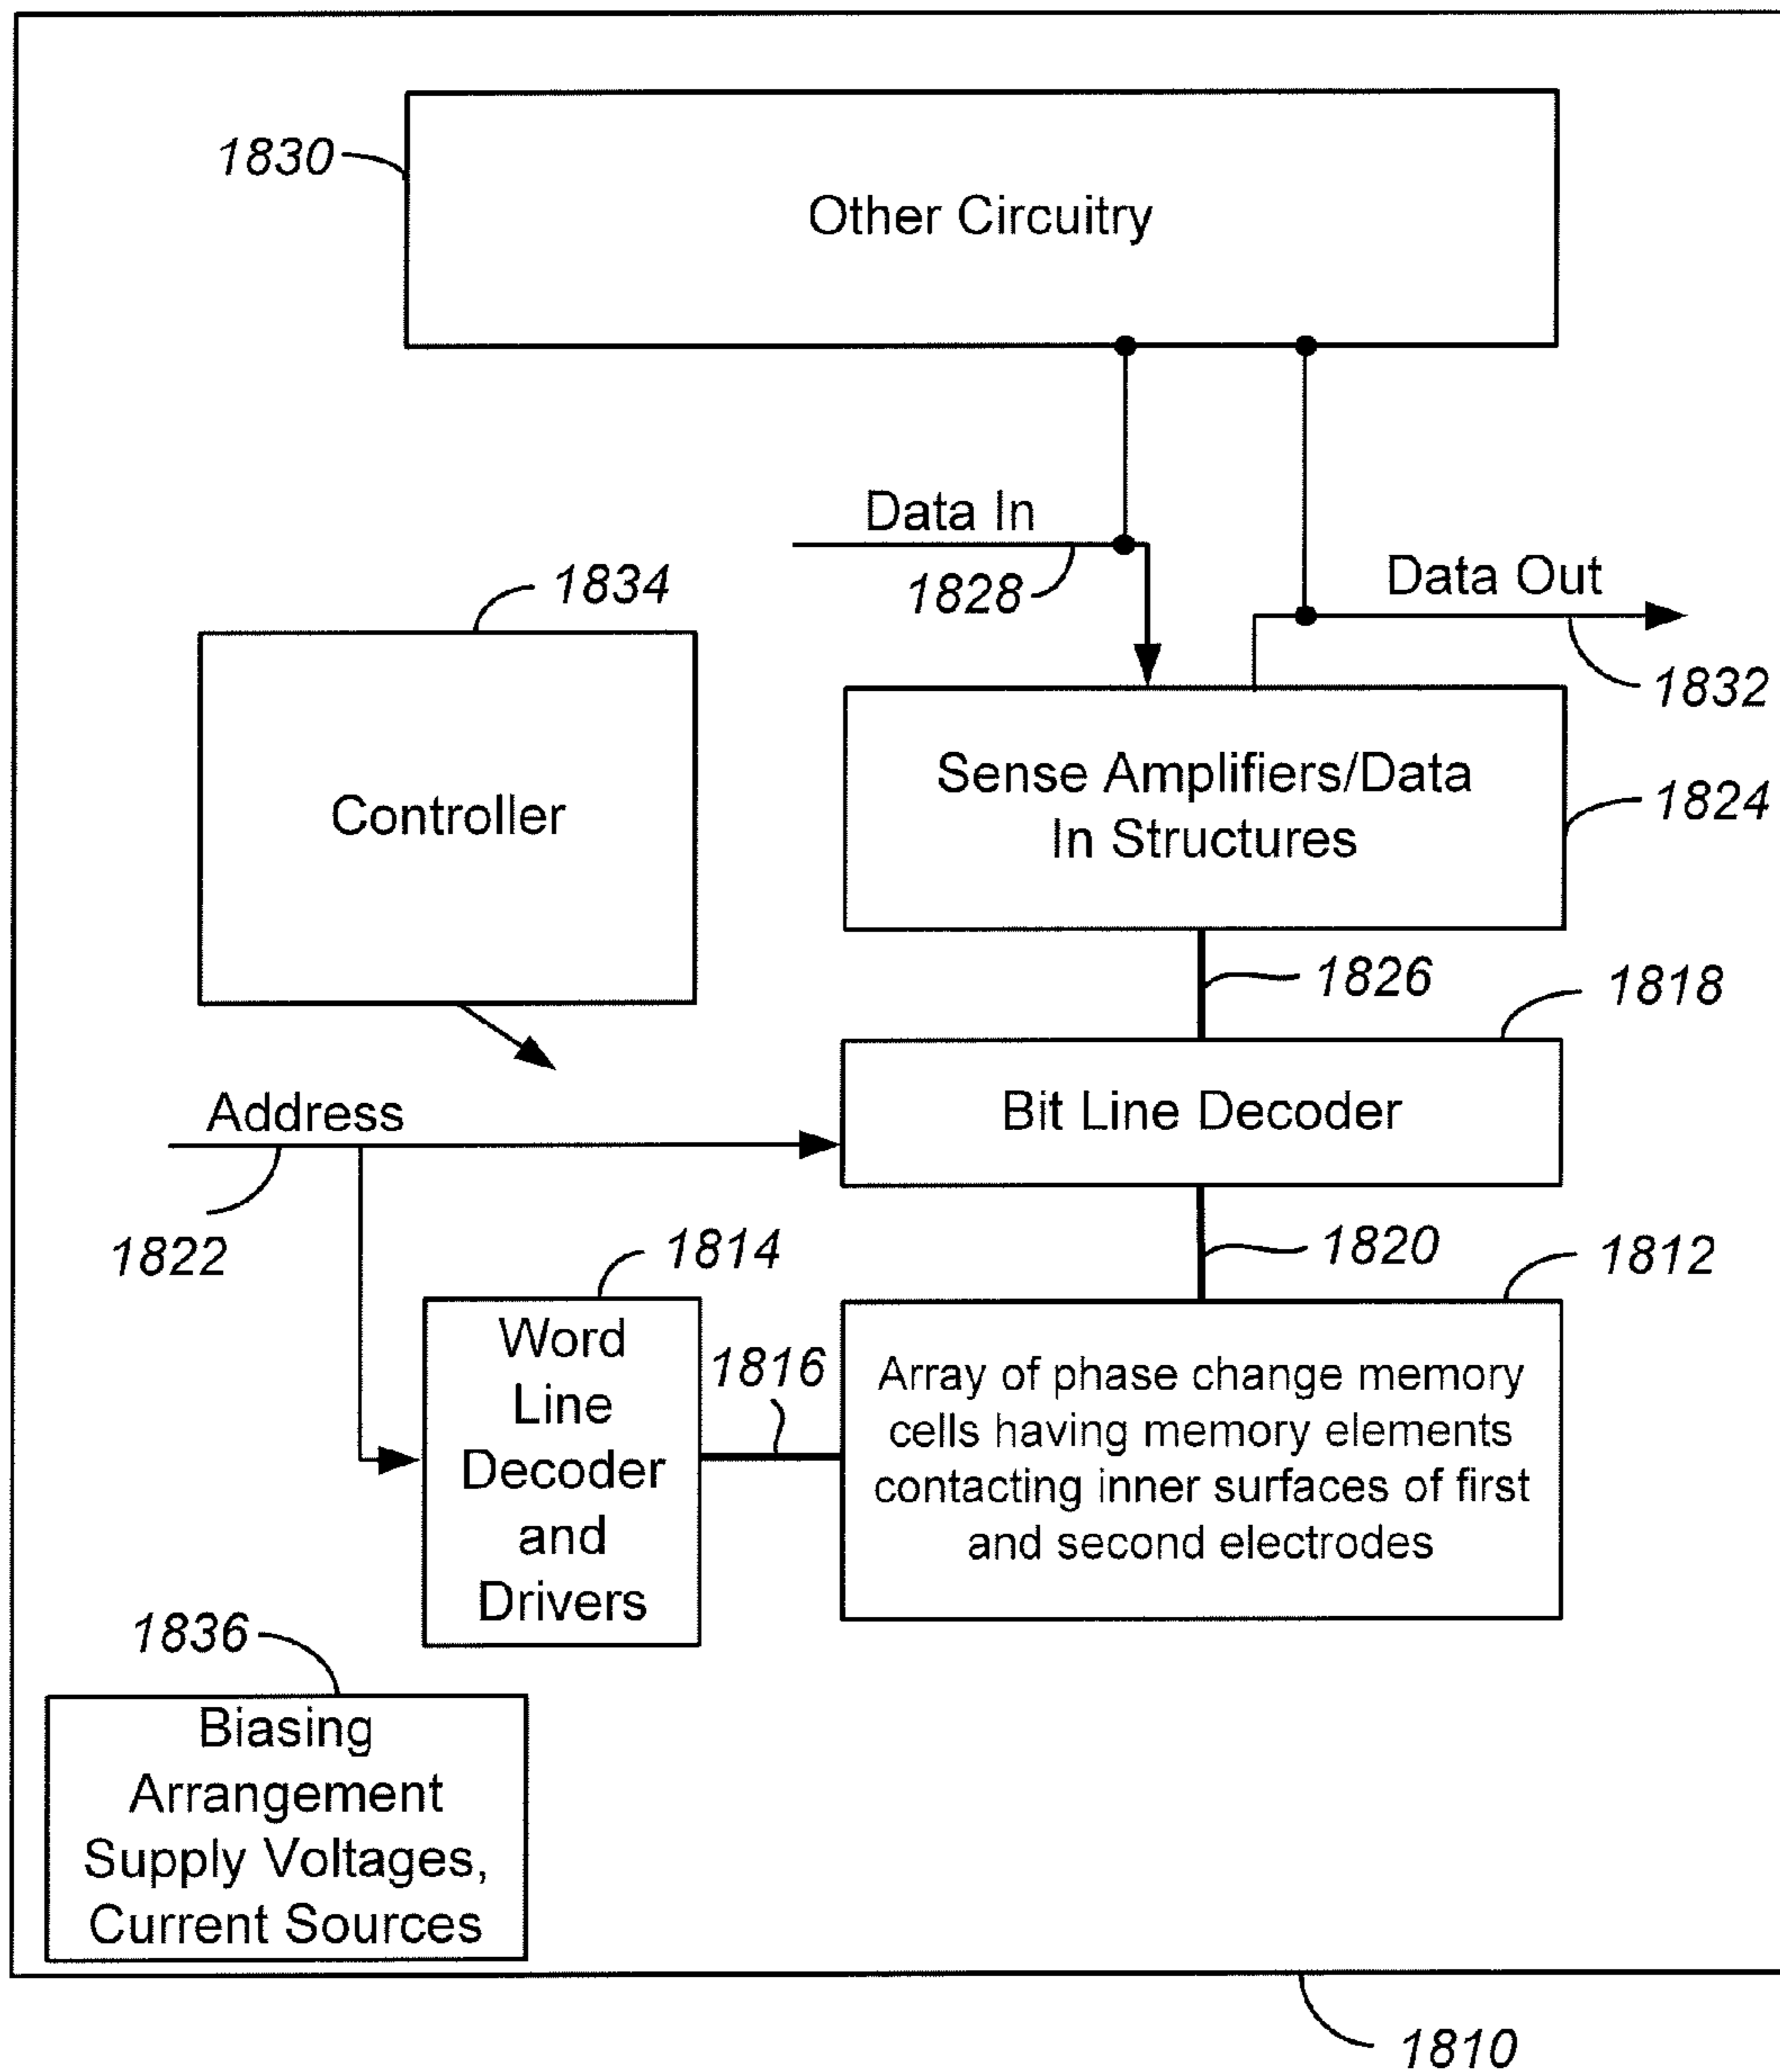 1830
Other Circuitry
Data In
1828
Data Out
1832
1834
Controller
Sense Amplifiers/Data
In Structures
1824
1826
1818
Bit Line Decoder
Address
1822
1820
1814
Word
Line
Decoder
and
Drivers
1816
1812
Array of phase change memory
cells having memory elements
contacting inner surfaces of first
and second electrodes
1836
Biasing
Arrangement
Supply Voltages,
Current Sources
1810